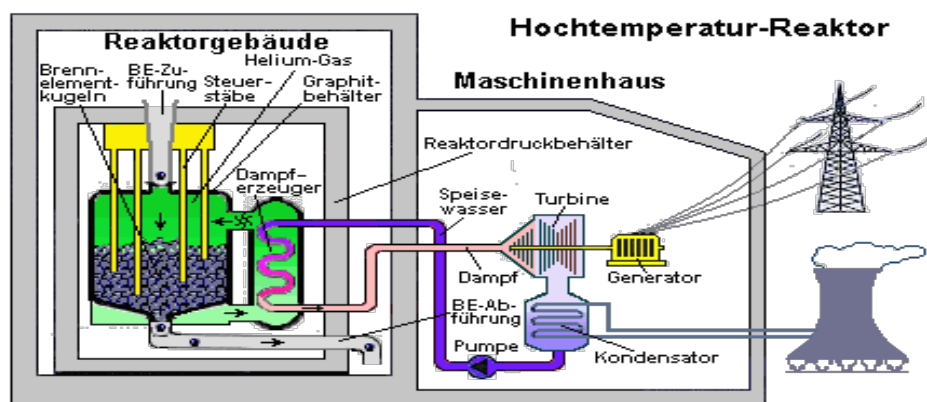 Hochtemperatur-Reaktor
Reaktorgebäude
Helium-Gas
Brenn-
element-
kugeln
BE-Zu-
führung
Steuer-
stäbe
Graphit-
behälter
Maschinenhaus
Reaktordruckbehälter
Dampf-
erzeuger
Speise-
wasser
Turbine
Dampf
Generator
BE-Ab-
führung
Pumpe
Kondensator